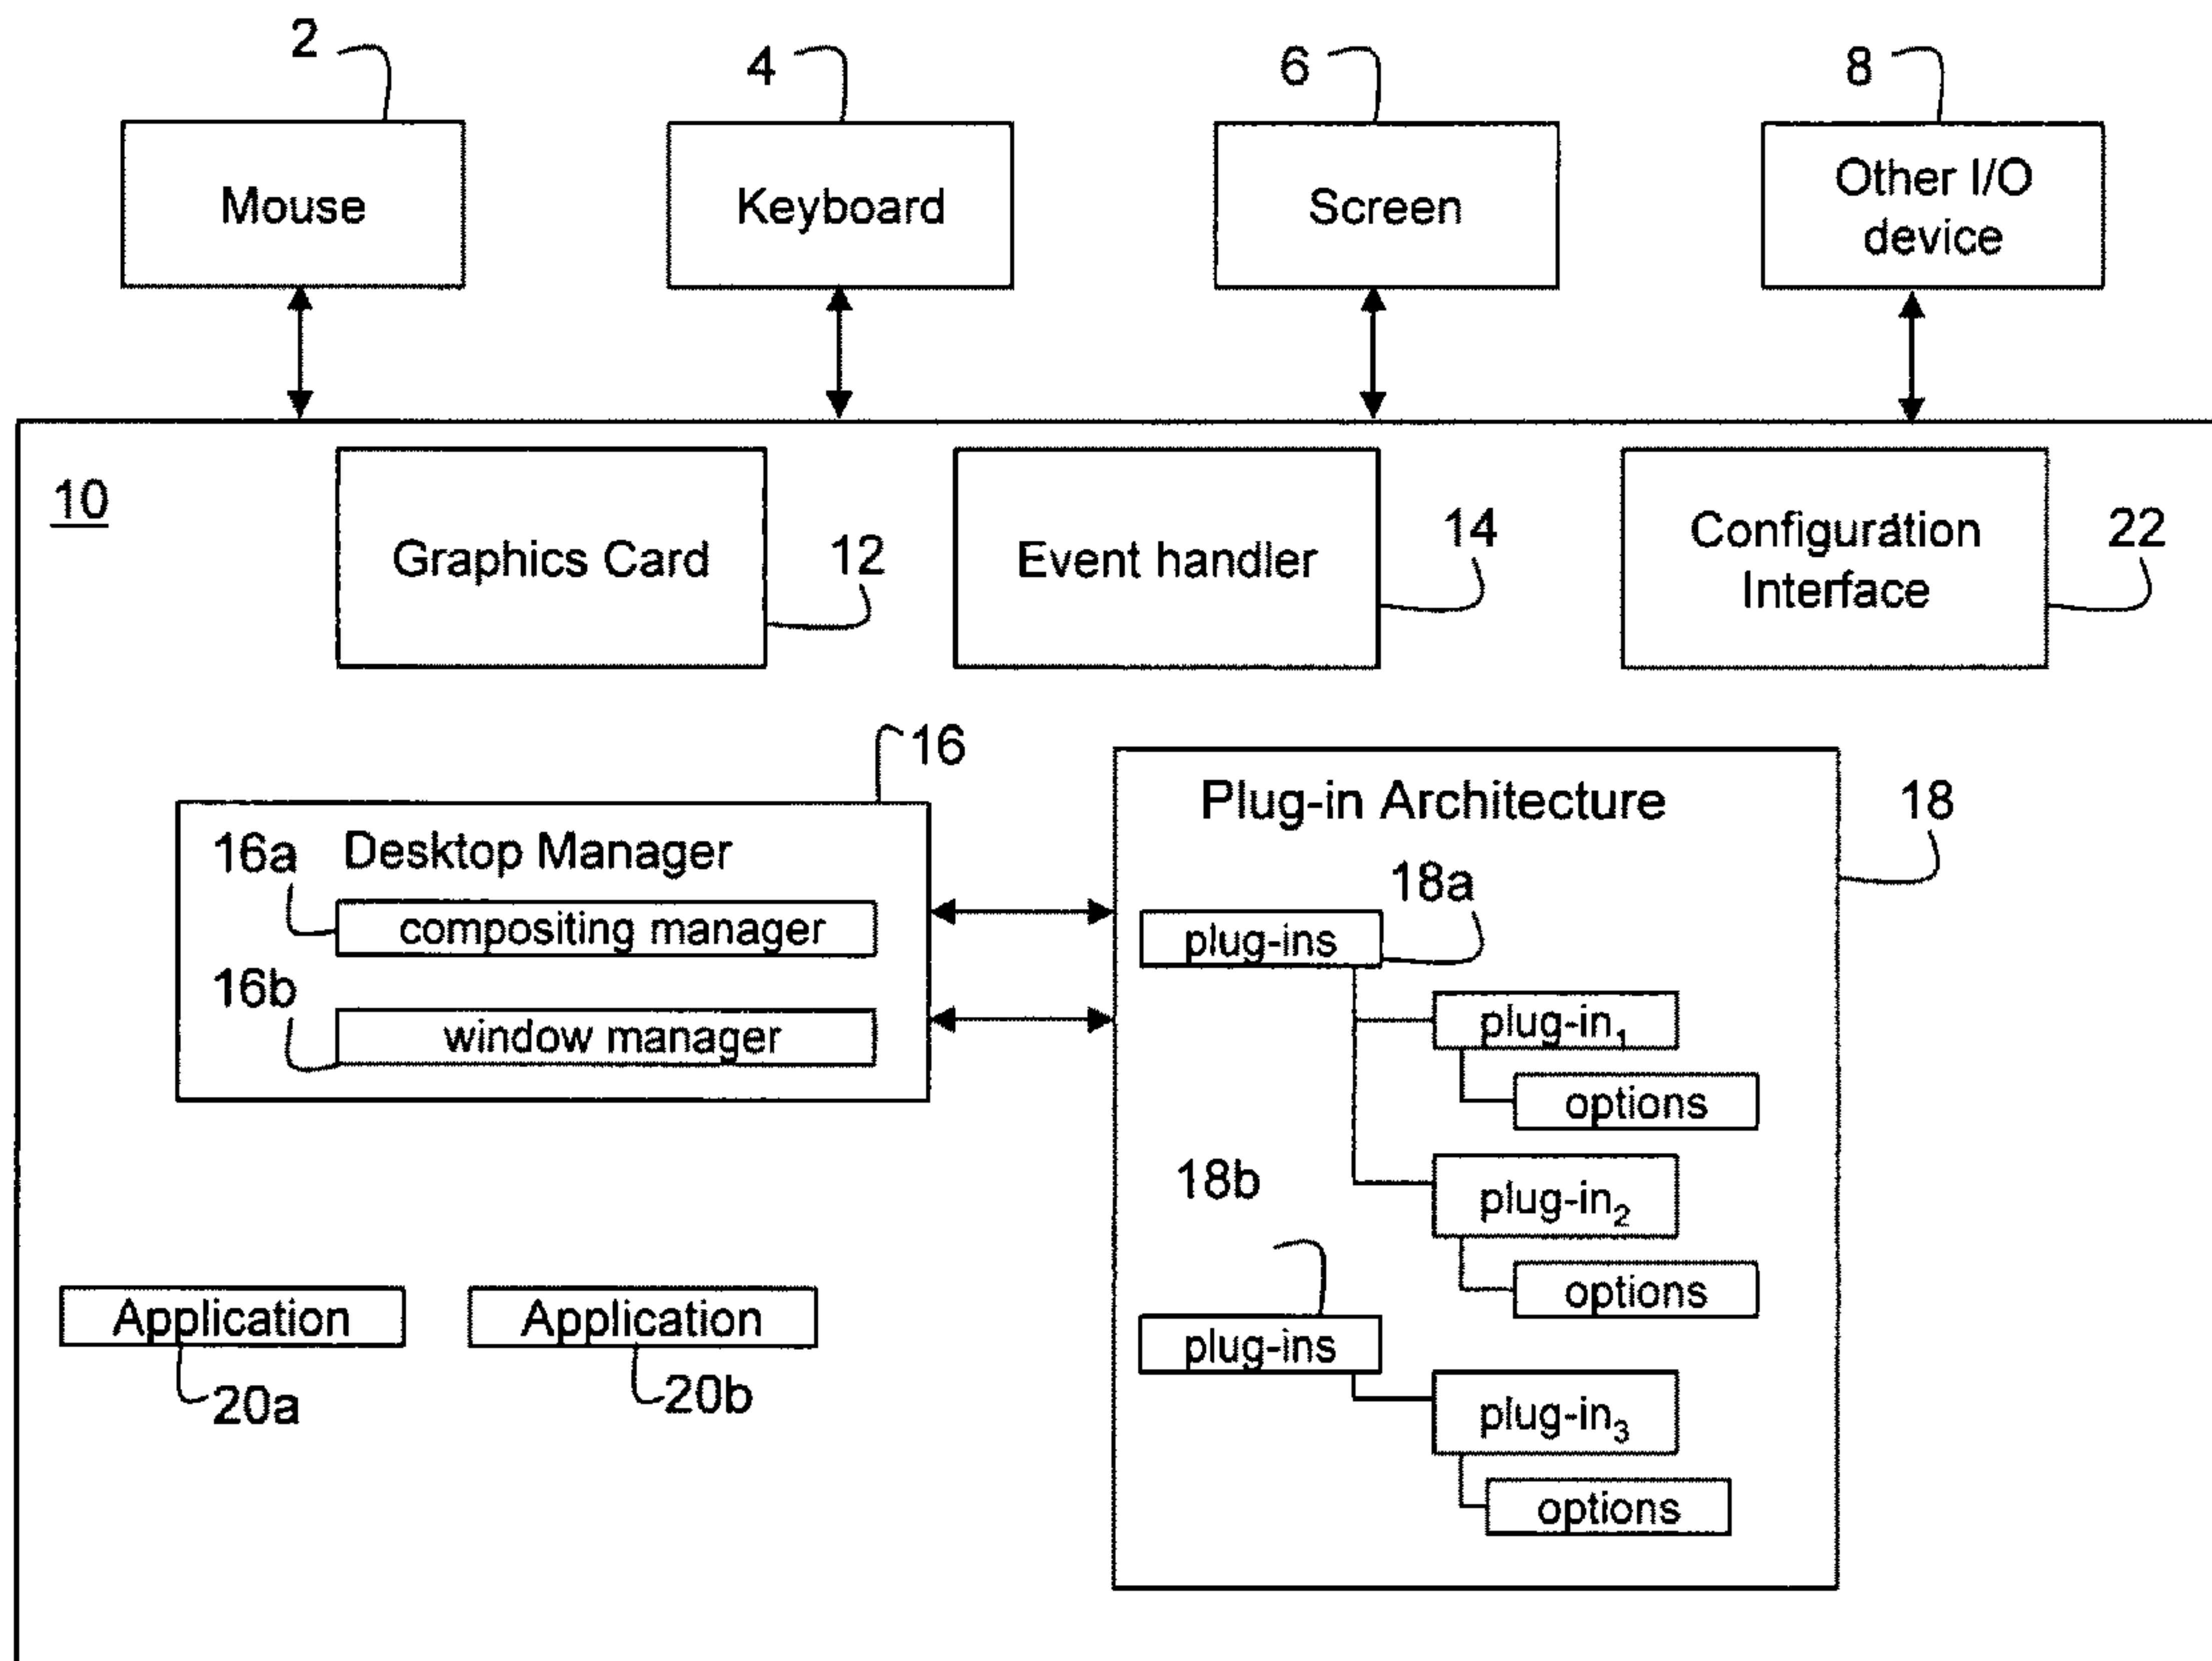 2
4
6
8
Mouse
Keyboard
Screen
Other I/O
device
10
Graphics Card
12
Event handler
14
Configuration
Interface
22
16
Desktop Manager
16a
compositing manager
16b
window manager
Plug-in Architecture
18
18a
plug-ins
plug-in₁
options
plug-in₂
options
18b
plug-ins
plug-in₃
options
Application
20a
Application
20b